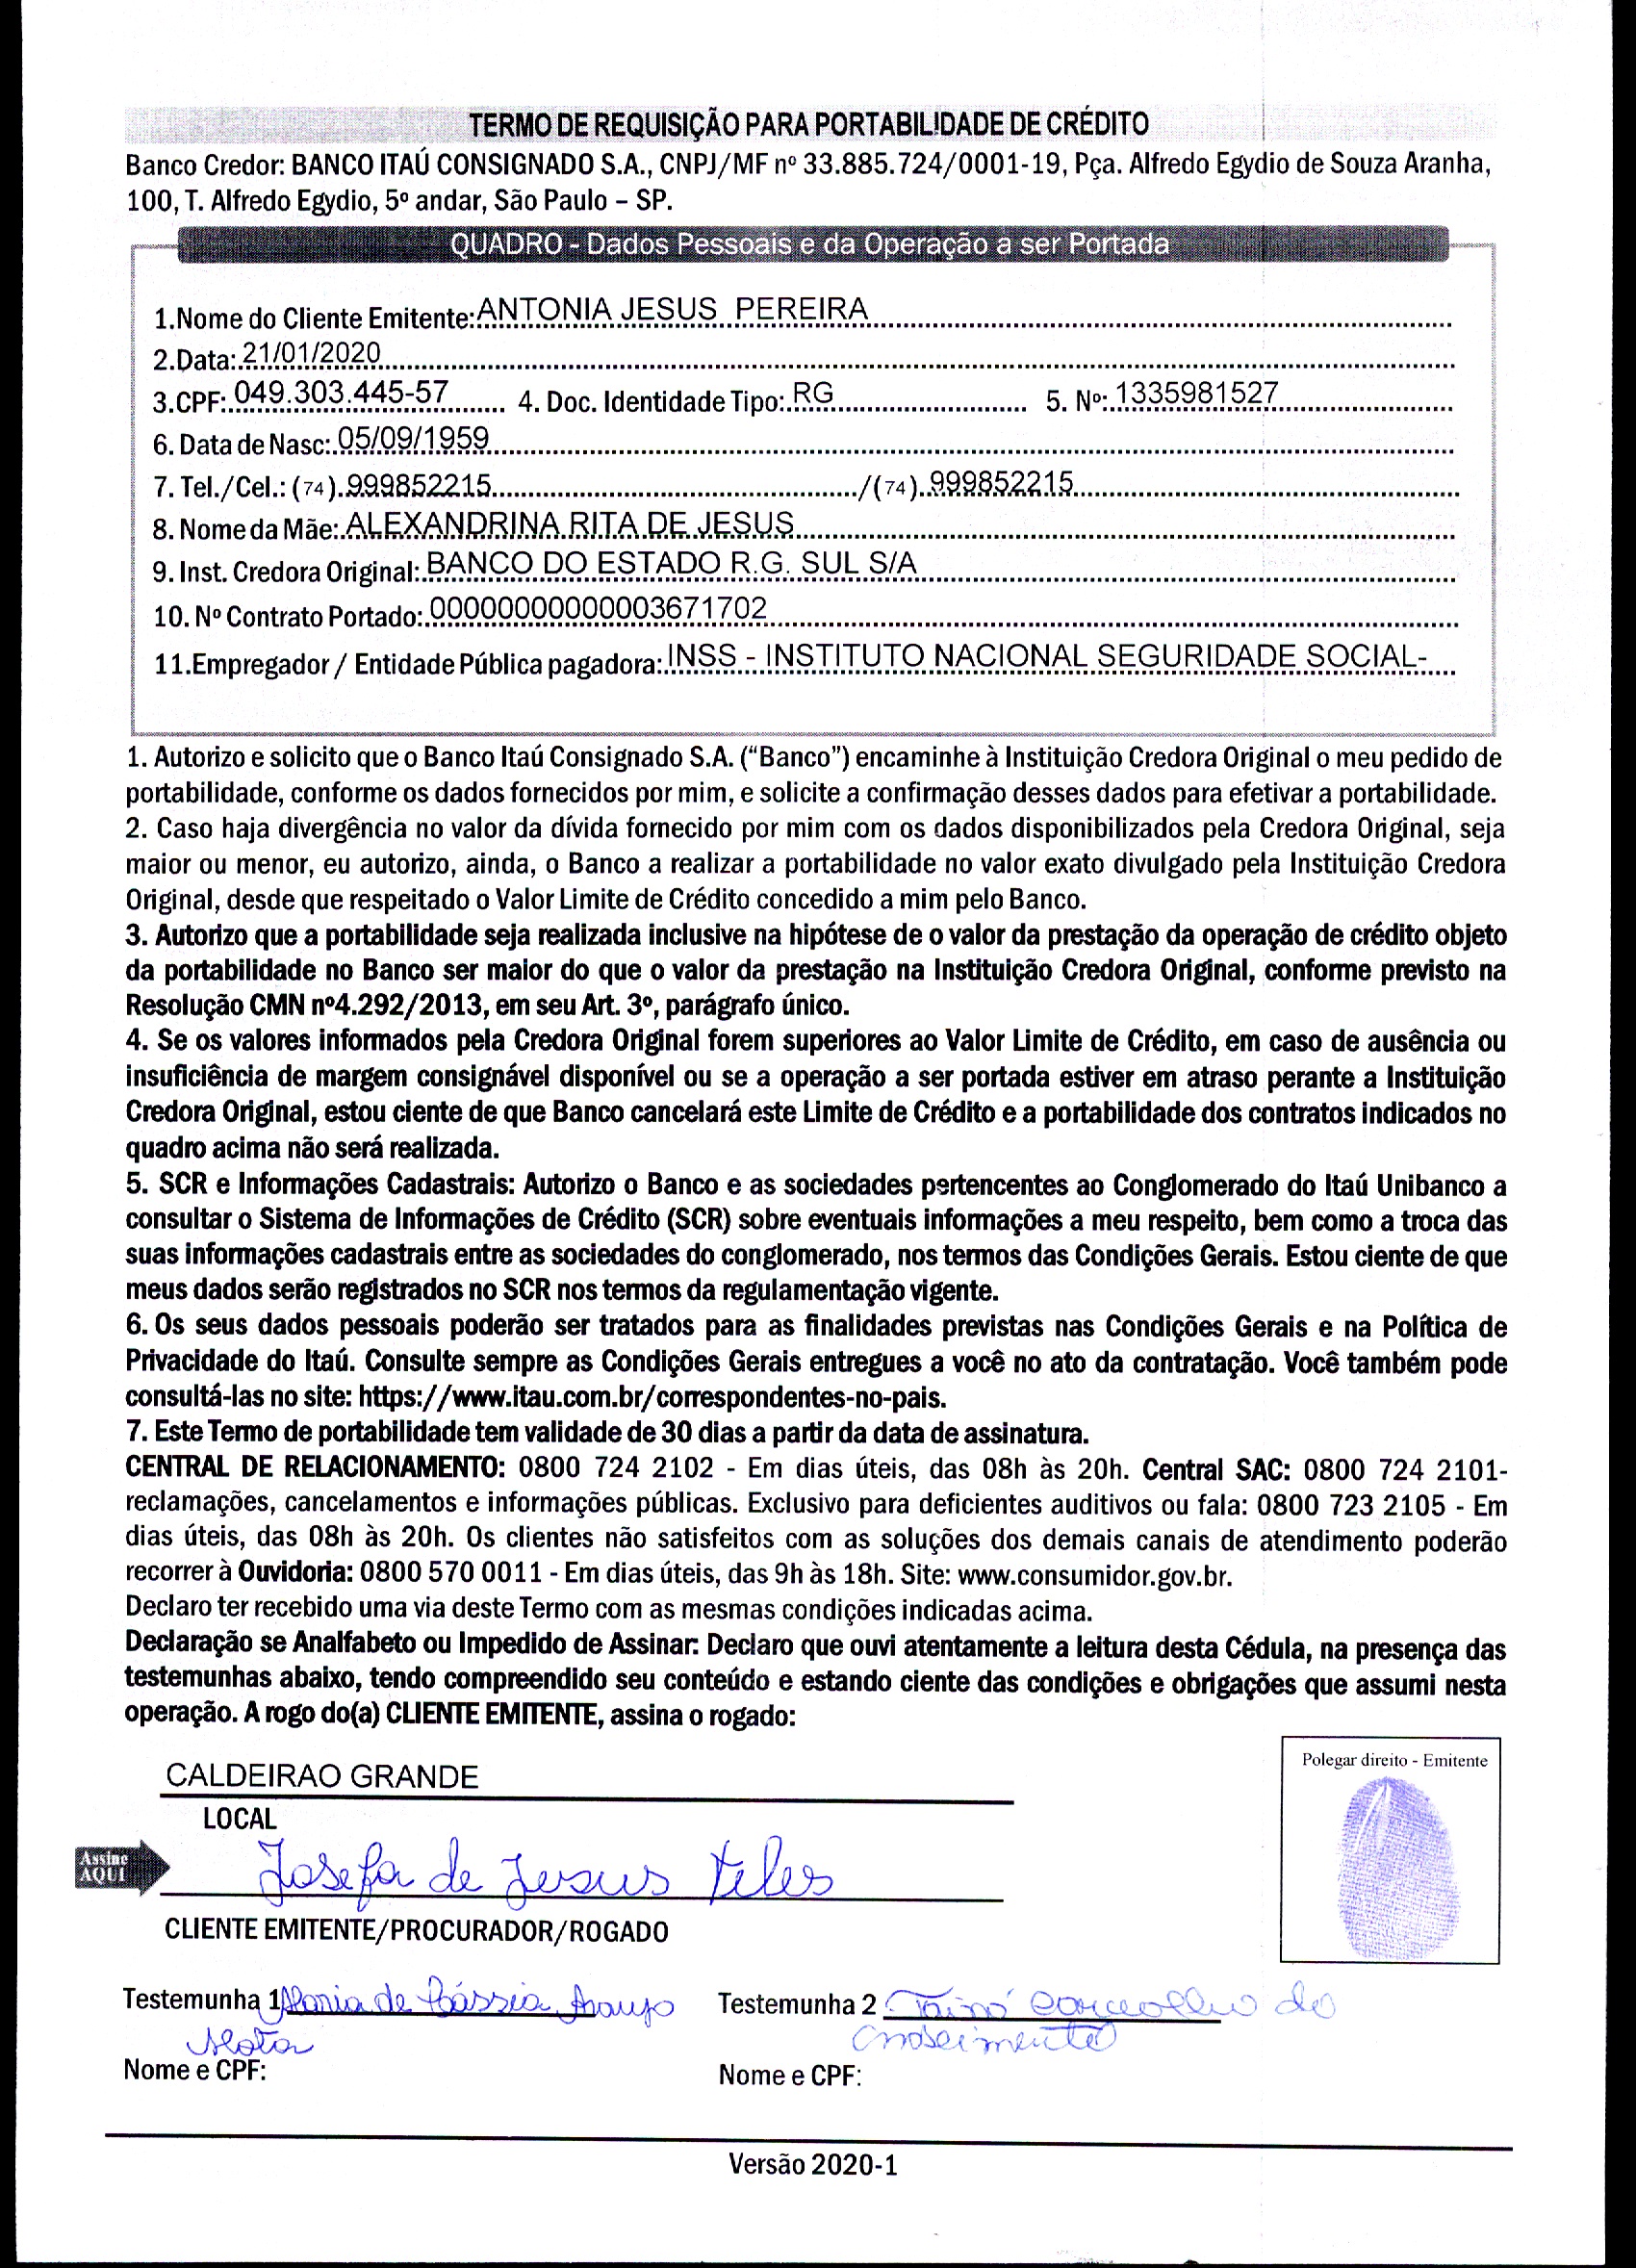 TERMO DE REQUISIÇÃO PARA PORTABILIDADE DE CRÉDITO
Banco Credor: BANCO ITAÚ CONSIGNADO S.A., CNPJ/MF nº 33.885.724/0001-19, Pça. Alfredo Egydio de Souza Aranha,
100, T. Alfredo Egydio, 5º andar, São Paulo – SP.
QUADRO - Dados Pessoais e da Operação a ser Portada
1.Nome do Cliente Emitente: ANTONIA JESUS PEREIRA
2.Data: 21/01/2020
3.CPF: 049.303.445-57 4. Doc. Identidade Tipo: RG 5. Nº: 1335981527
6. Data de Nasc: 05/09/1959
7. Tel./Cel.: (74) 999852215 /(74) 999852215
8. Nome da Mãe: ALEXANDRINA RITA DE JESUS
9. Inst. Credora Original: BANCO DO ESTADO R.G. SUL S/A
10. Nº Contrato Portado: 00000000000003671702
11.Empregador / Entidade Pública pagadora: INSS - INSTITUTO NACIONAL SEGURIDADE SOCIAL-
1. Autorizo e solicito que o Banco Itaú Consignado S.A. (“Banco”) encaminhe à Instituição Credora Original o meu pedido de
portabilidade, conforme os dados fornecidos por mim, e solicite a confirmação desses dados para efetivar a portabilidade.
2. Caso haja divergência no valor da dívida fornecido por mim com os dados disponibilizados pela Credora Original, seja
maior ou menor, eu autorizo, ainda, o Banco a realizar a portabilidade no valor exato divulgado pela Instituição Credora
Original, desde que respeitado o Valor Limite de Crédito concedido a mim pelo Banco.
3. Autorizo que a portabilidade seja realizada inclusive na hipótese de o valor da prestação da operação de crédito objeto
da portabilidade no Banco ser maior do que o valor da prestação na Instituição Credora Original, conforme previsto na
Resolução CMN nº4.292/2013, em seu Art. 3º, parágrafo único.
4. Se os valores informados pela Credora Original forem superiores ao Valor Limite de Crédito, em caso de ausência ou
insuficiência de margem consignável disponível ou se a operação a ser portada estiver em atraso perante a Instituição
Credora Original, estou ciente de que Banco cancelará este Limite de Crédito e a portabilidade dos contratos indicados no
quadro acima não será realizada.
5. SCR e Informações Cadastrais: Autorizo o Banco e as sociedades pertencentes ao Conglomerado do Itaú Unibanco a
consultar o Sistema de Informações de Crédito (SCR) sobre eventuais informações a meu respeito, bem como a troca das
suas informações cadastrais entre as sociedades do conglomerado, nos termos das Condições Gerais. Estou ciente de que
meus dados serão registrados no SCR nos termos da regulamentação vigente.
6. Os seus dados pessoais poderão ser tratados para as finalidades previstas nas Condições Gerais e na Política de
Privacidade do Itaú. Consulte sempre as Condições Gerais entregues a você no ato da contratação. Você também pode
consultá-las no site: https://www.itau.com.br/correspondentes-no-pais.
7. Este Termo de portabilidade tem validade de 30 dias a partir da data de assinatura.
CENTRAL DE RELACIONAMENTO: 0800 724 2102 - Em dias úteis, das 08h às 20h. Central SAC: 0800 724 2101-
reclamações, cancelamentos e informações públicas. Exclusivo para deficientes auditivos ou fala: 0800 723 2105 - Em
dias úteis, das 08h às 20h. Os clientes não satisfeitos com as soluções dos demais canais de atendimento poderão
recorrer à Ouvidoria: 0800 570 0011 - Em dias úteis, das 9h às 18h. Site: www.consumidor.gov.br.
Declaro ter recebido uma via deste Termo com as mesmas condições indicadas acima.
Declaração se Analfabeto ou Impedido de Assinar: Declaro que ouvi atentamente a leitura desta Cédula, na presença das
testemunhas abaixo, tendo compreendido seu conteúdo e estando ciente das condições e obrigações que assumi nesta
operação. A rogo do(a) CLIENTE EMITENTE, assina o rogado:
Polegar direito - Emitente
CALDEIRAO GRANDE
LOCAL
Assine
AQUI
Josefa de Jesus Teles
CLIENTE EMITENTE/PROCURADOR/ROGADO
Testemunha 1 Maria de Cássia Araujo Testemunha 2 do
Mota
Nome e CPF: Nome e CPF:
Versão 2020-1